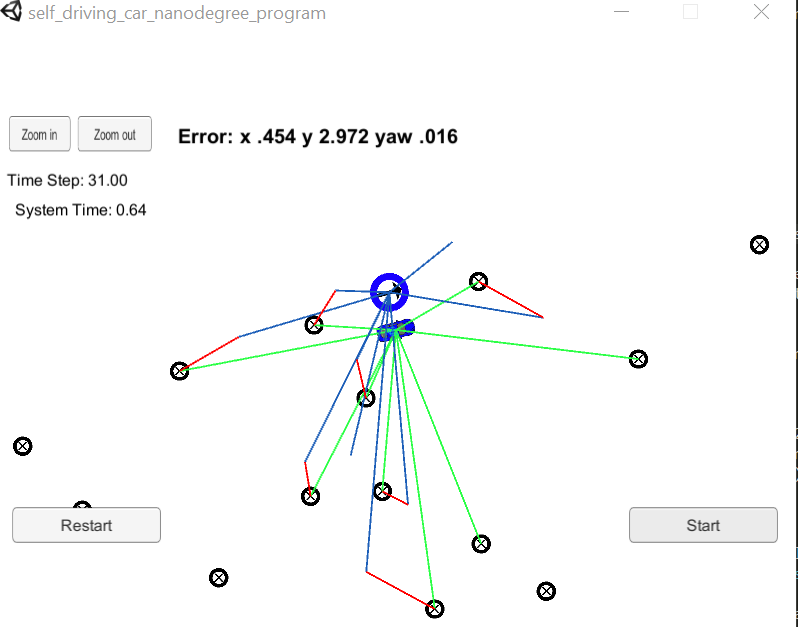 self_driving_car_nanodegree_program
Zoom in
Zoom out
Error: x .454 y 2.972 yaw .016
Time Step: 31.00
System Time: 0.64
Restart
Start